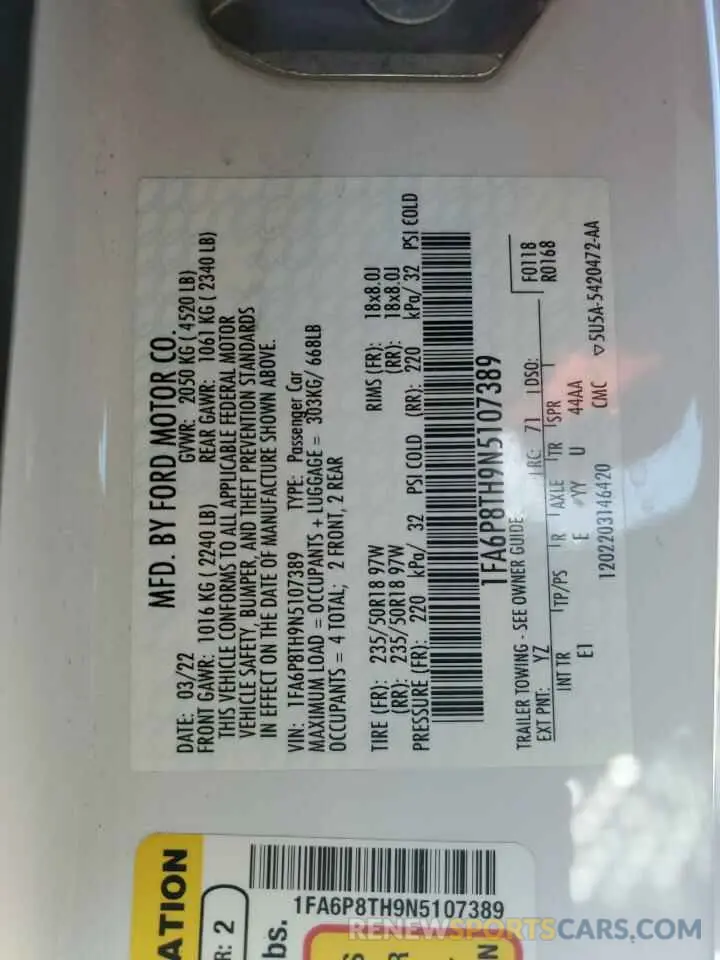 MFD. BY FORD MOTOR CO.
DATE: 03/22 GVWR: 2050 KG ( 4520 LB)
FRONT GAWR: 1016 KG ( 2240 LB) REAR GAWR: 1061 KG ( 2340 LB)
THIS VEHICLE CONFORMS TO ALL APPLICABLE FEDERAL MOTOR
VEHICLE SAFETY, BUMPER, AND THEFT PREVENTION STANDARDS
IN EFFECT ON THE DATE OF MANUFACTURE SHOWN ABOVE.
VIN: 1FA6P8TH9N5107389 TYPE: Passenger Car
MAXIMUM LOAD = OCCUPANTS + LUGGAGE = 303KG/ 668LB
OCCUPANTS = 4 TOTAL; 2 FRONT, 2 REAR
TIRE (FR): 235/50R18 97W RIMS (FR): 18x8.0J
(RR): 235/50R18 97W (RR): 18x8.0J
PRESSURE (FR): 220 kPa/ 32 PSI COLD (RR): 220 kPa/ 32 PSI COLD
1FA6P8TH9N5107389
TRAILER TOWING - SEE OWNER GUIDE
EXT PNT: YZ RC: 71 DSO: F0118
R0168
INT TR TP/PS R AXLE TR SPR
E1 E YY U 44AA
1202203146420 CMC ▽5U5A-5420472-AA
ATION
R: 2
bs.
1FA6P8TH9N5107389
S
R
N
RENEWSPORTSCARS.COM